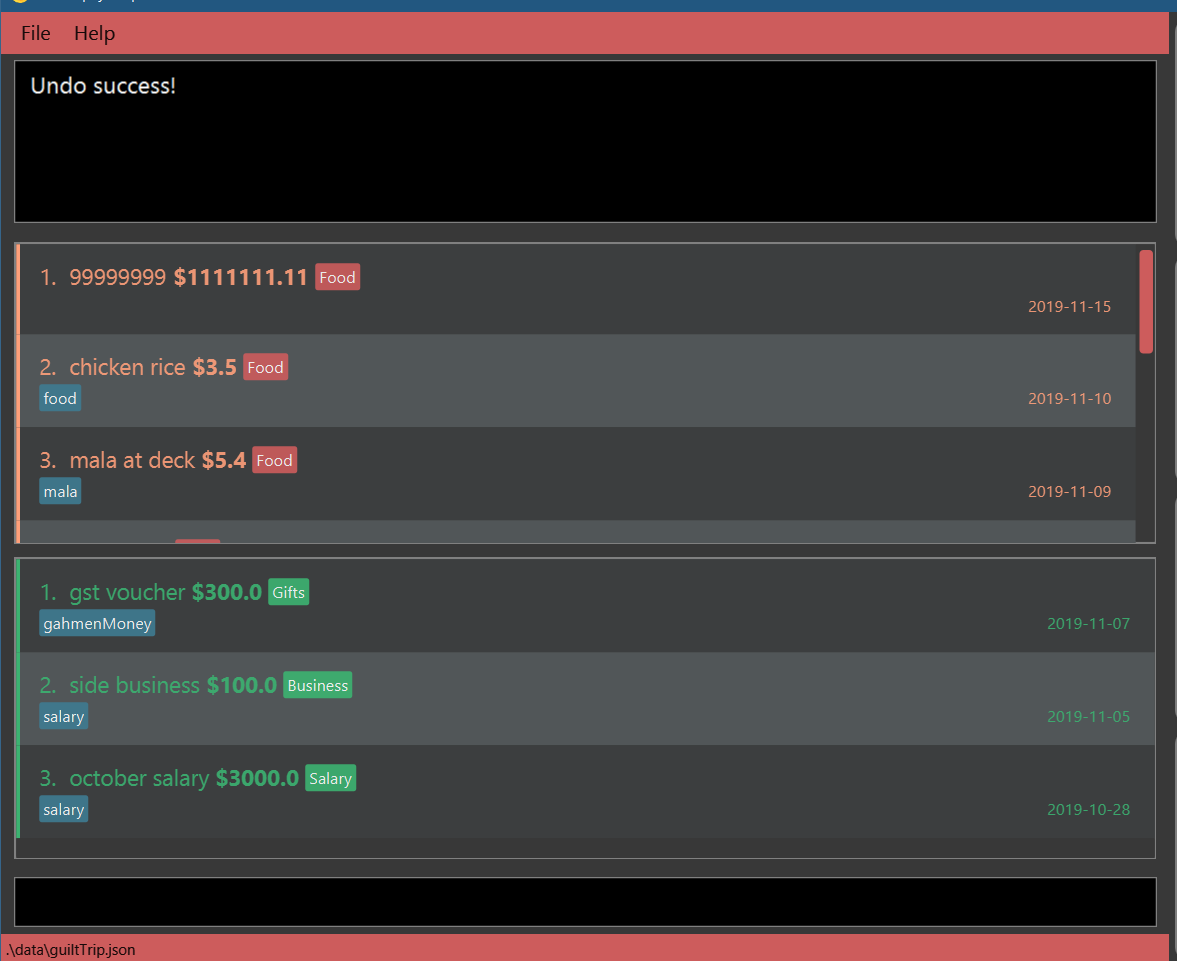 File Help
Undo success!
1. 99999999 $1111111.11 Food
2019-11-15
2. chicken rice $3.5 Food
food 2019-11-10
3. mala at deck $5.4 Food
mala 2019-11-09
1. gst voucher $300.0 Gifts
gahmenMoney 2019-11-07
2. side business $100.0 Business
salary 2019-11-05
3. october salary $3000.0 Salary
salary 2019-10-28
.\data\guiltTrip.json